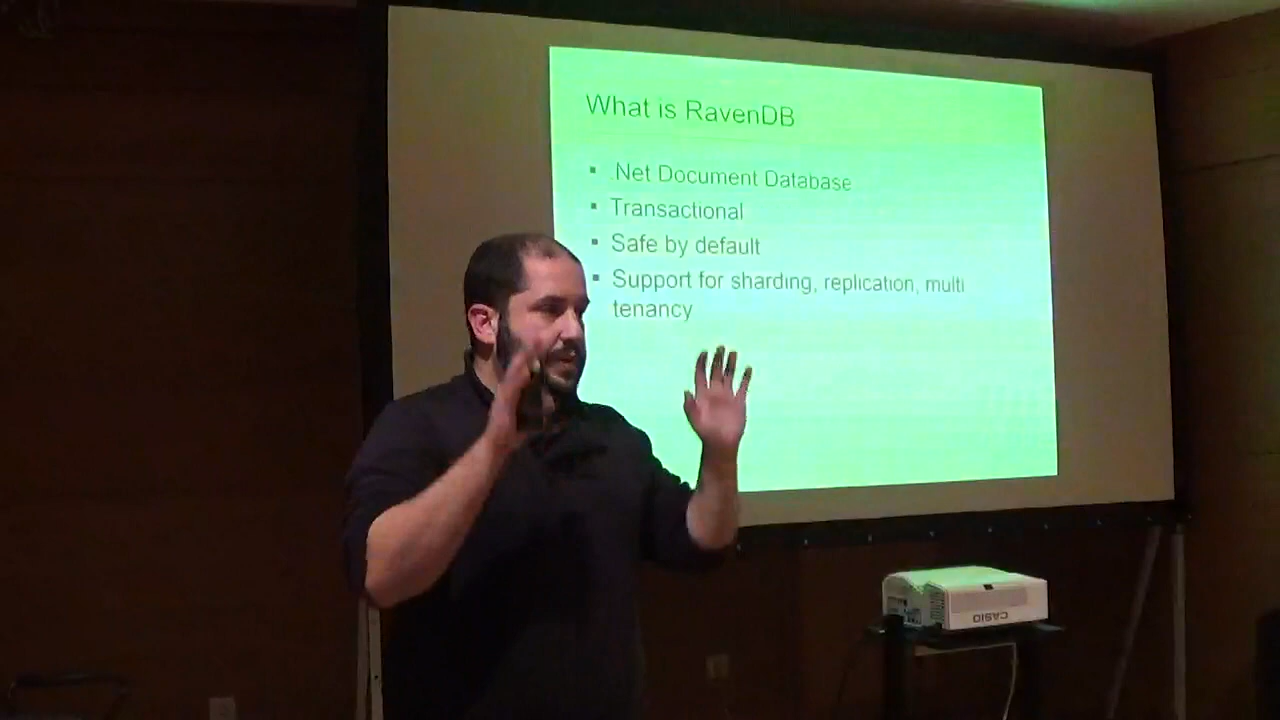 What is RavenDB
.Net Document Database
Transactional
Safe by default
Support for sharding, replication, multi
tenancy
CASIO